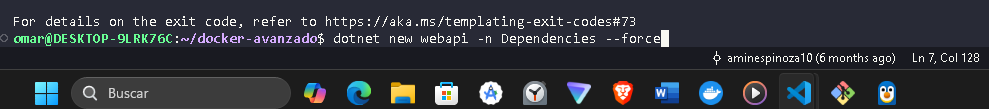 For details on the exit code, refer to https://aka.ms/templating-exit-codes#73
omar@DESKTOP-9LRK76C:~/docker-avanzado$ dotnet new webapi -n Dependencies --force
aminespinoza10 (6 months ago) Ln 7, Col 128
Buscar